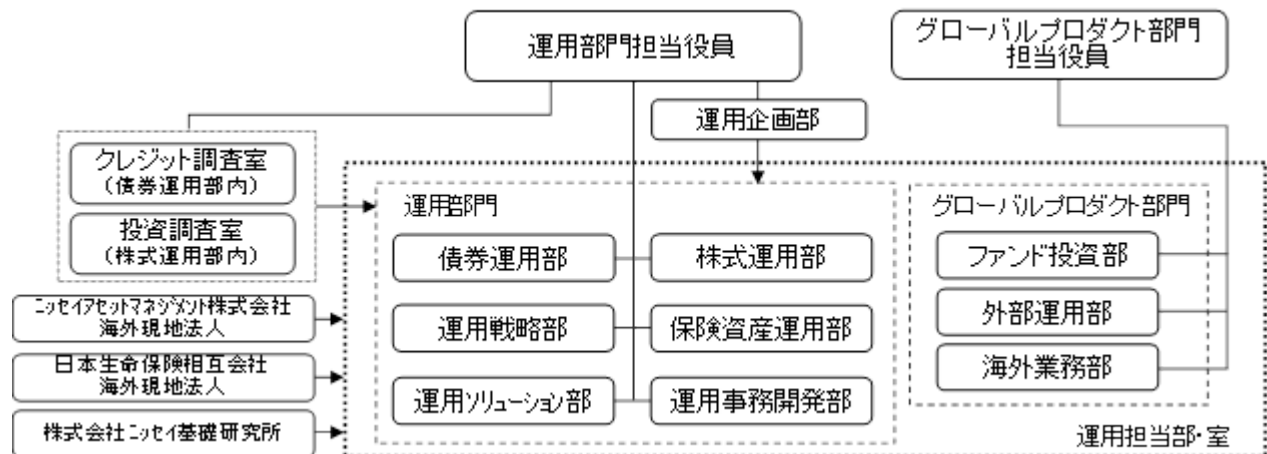 運用部門担当役員
グローバルプロダクト部門
担当役員
運用企画部
クレジット調査室
(債券運用部内)
投資調査室
(株式運用部内)
運用部門
グローバルプロダクト部門
債券運用部
株式運用部
ファンド投資部
ニッセイアセットマネジメント株式会社
海外現地法人
運用戦略部
保険資産運用部
外部運用部
日本生命保険相互会社
海外現地法人
海外業務部
運用ソリューション部
運用事務開発部
株式会社ニッセイ基礎研究所
運用担当部・室